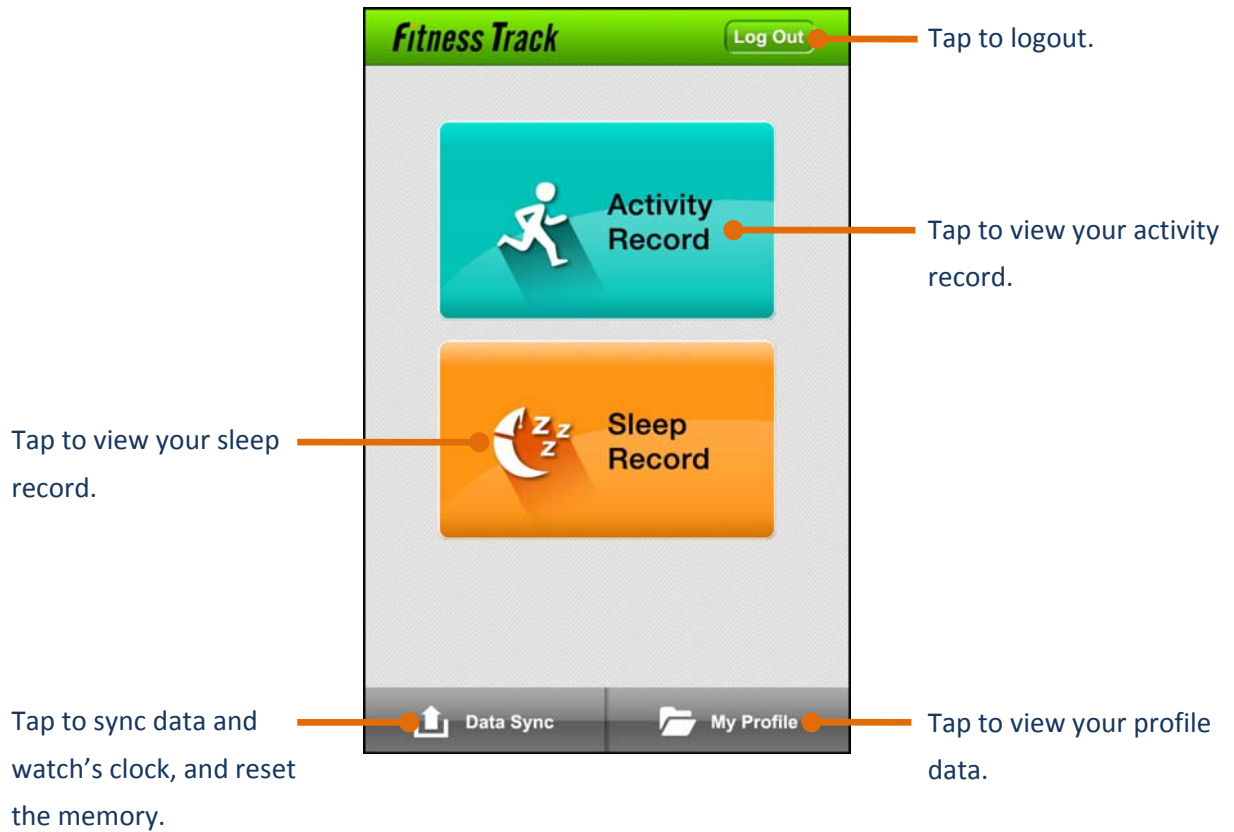 Fitness Track
Log Out
Tap to logout.
Activity
Record
Tap to view your activity
record.
z z
z
Sleep
Record
Tap to view your sleep
record.
Data Sync
My Profile
Tap to sync data and
watch’s clock, and reset
the memory.
Tap to view your profile
data.